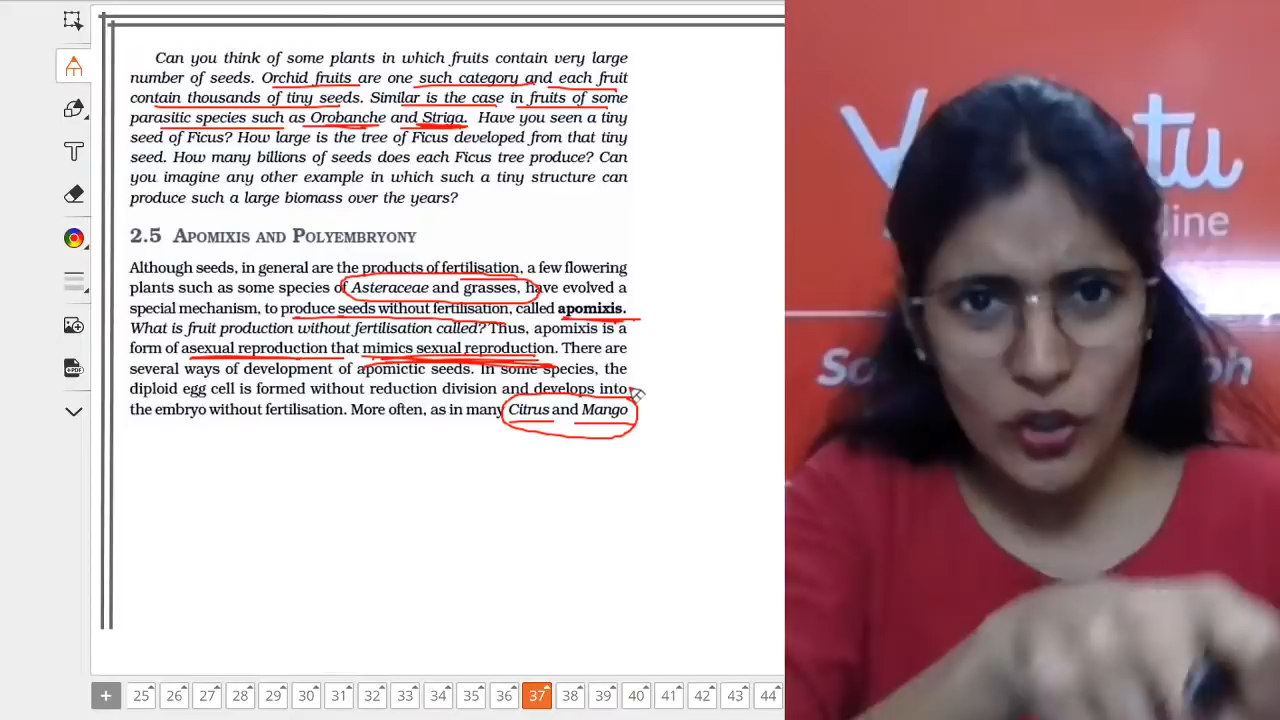 Can you think of some plants in which fruits contain very large
number of seeds. Orchid fruits are one such category and each fruit
contain thousands of tiny seeds. Similar is the case in fruits of some
parasitic species such as Orobanche and Striga. Have you seen a tiny
seed of Ficus? How large is the tree of Ficus developed from that tiny
seed. How many billions of seeds does each Ficus tree produce? Can
you imagine any other example in which such a tiny structure can
produce such a large biomass over the years?
2.5 APOMIXIS AND POLYEMBRYONY
Although seeds, in general are the products of fertilisation, a few flowering
plants such as some species of Asteraceae and grasses, have evolved a
special mechanism, to produce seeds without fertilisation, called apomixis.
What is fruit production without fertilisation called? Thus, apomixis is a
form of asexual reproduction that mimics sexual reproduction. There are
several ways of development of apomictic seeds. In some species, the
diploid egg cell is formed without reduction division and develops into
the embryo without fertilisation. More often, as in many Citrus and Mango
+ 25 26 27 28 29 30 31 32 33 34 35 36 37 38 39 40 41 42 43 44
V tu
line